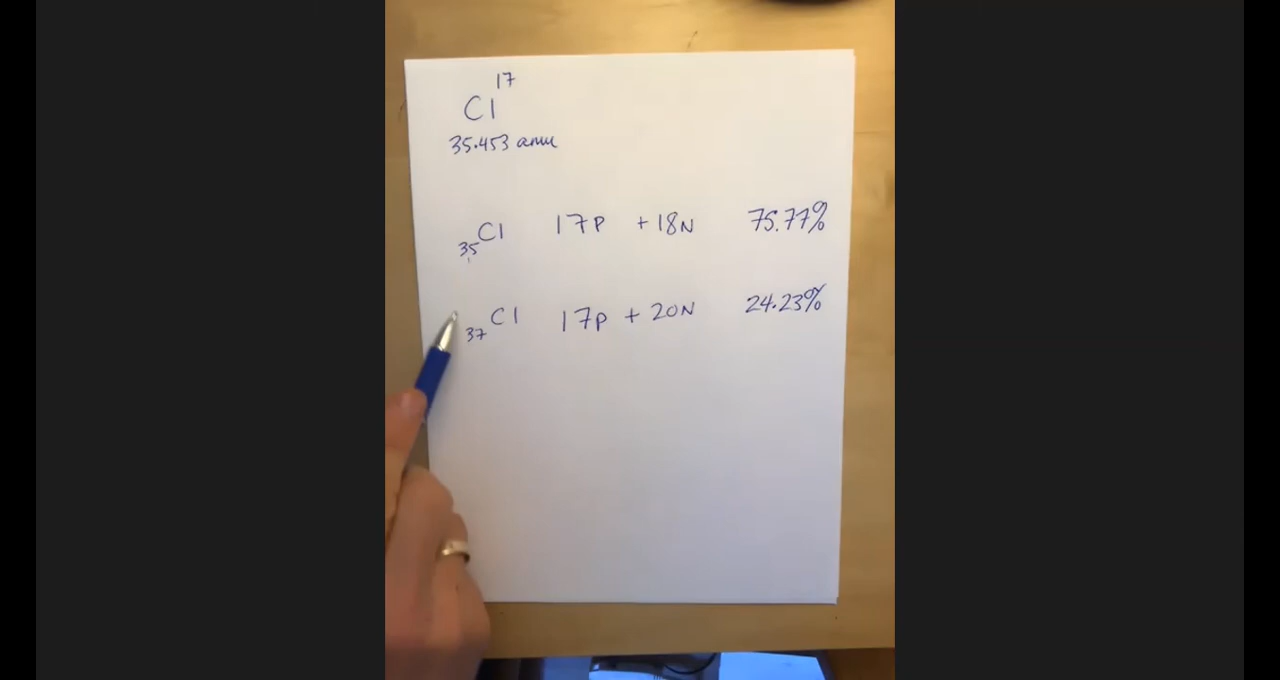 17
Cl
35.453 amu
35Cl 17P + 18N 75.77%
37Cl 17P + 20N 24.23%